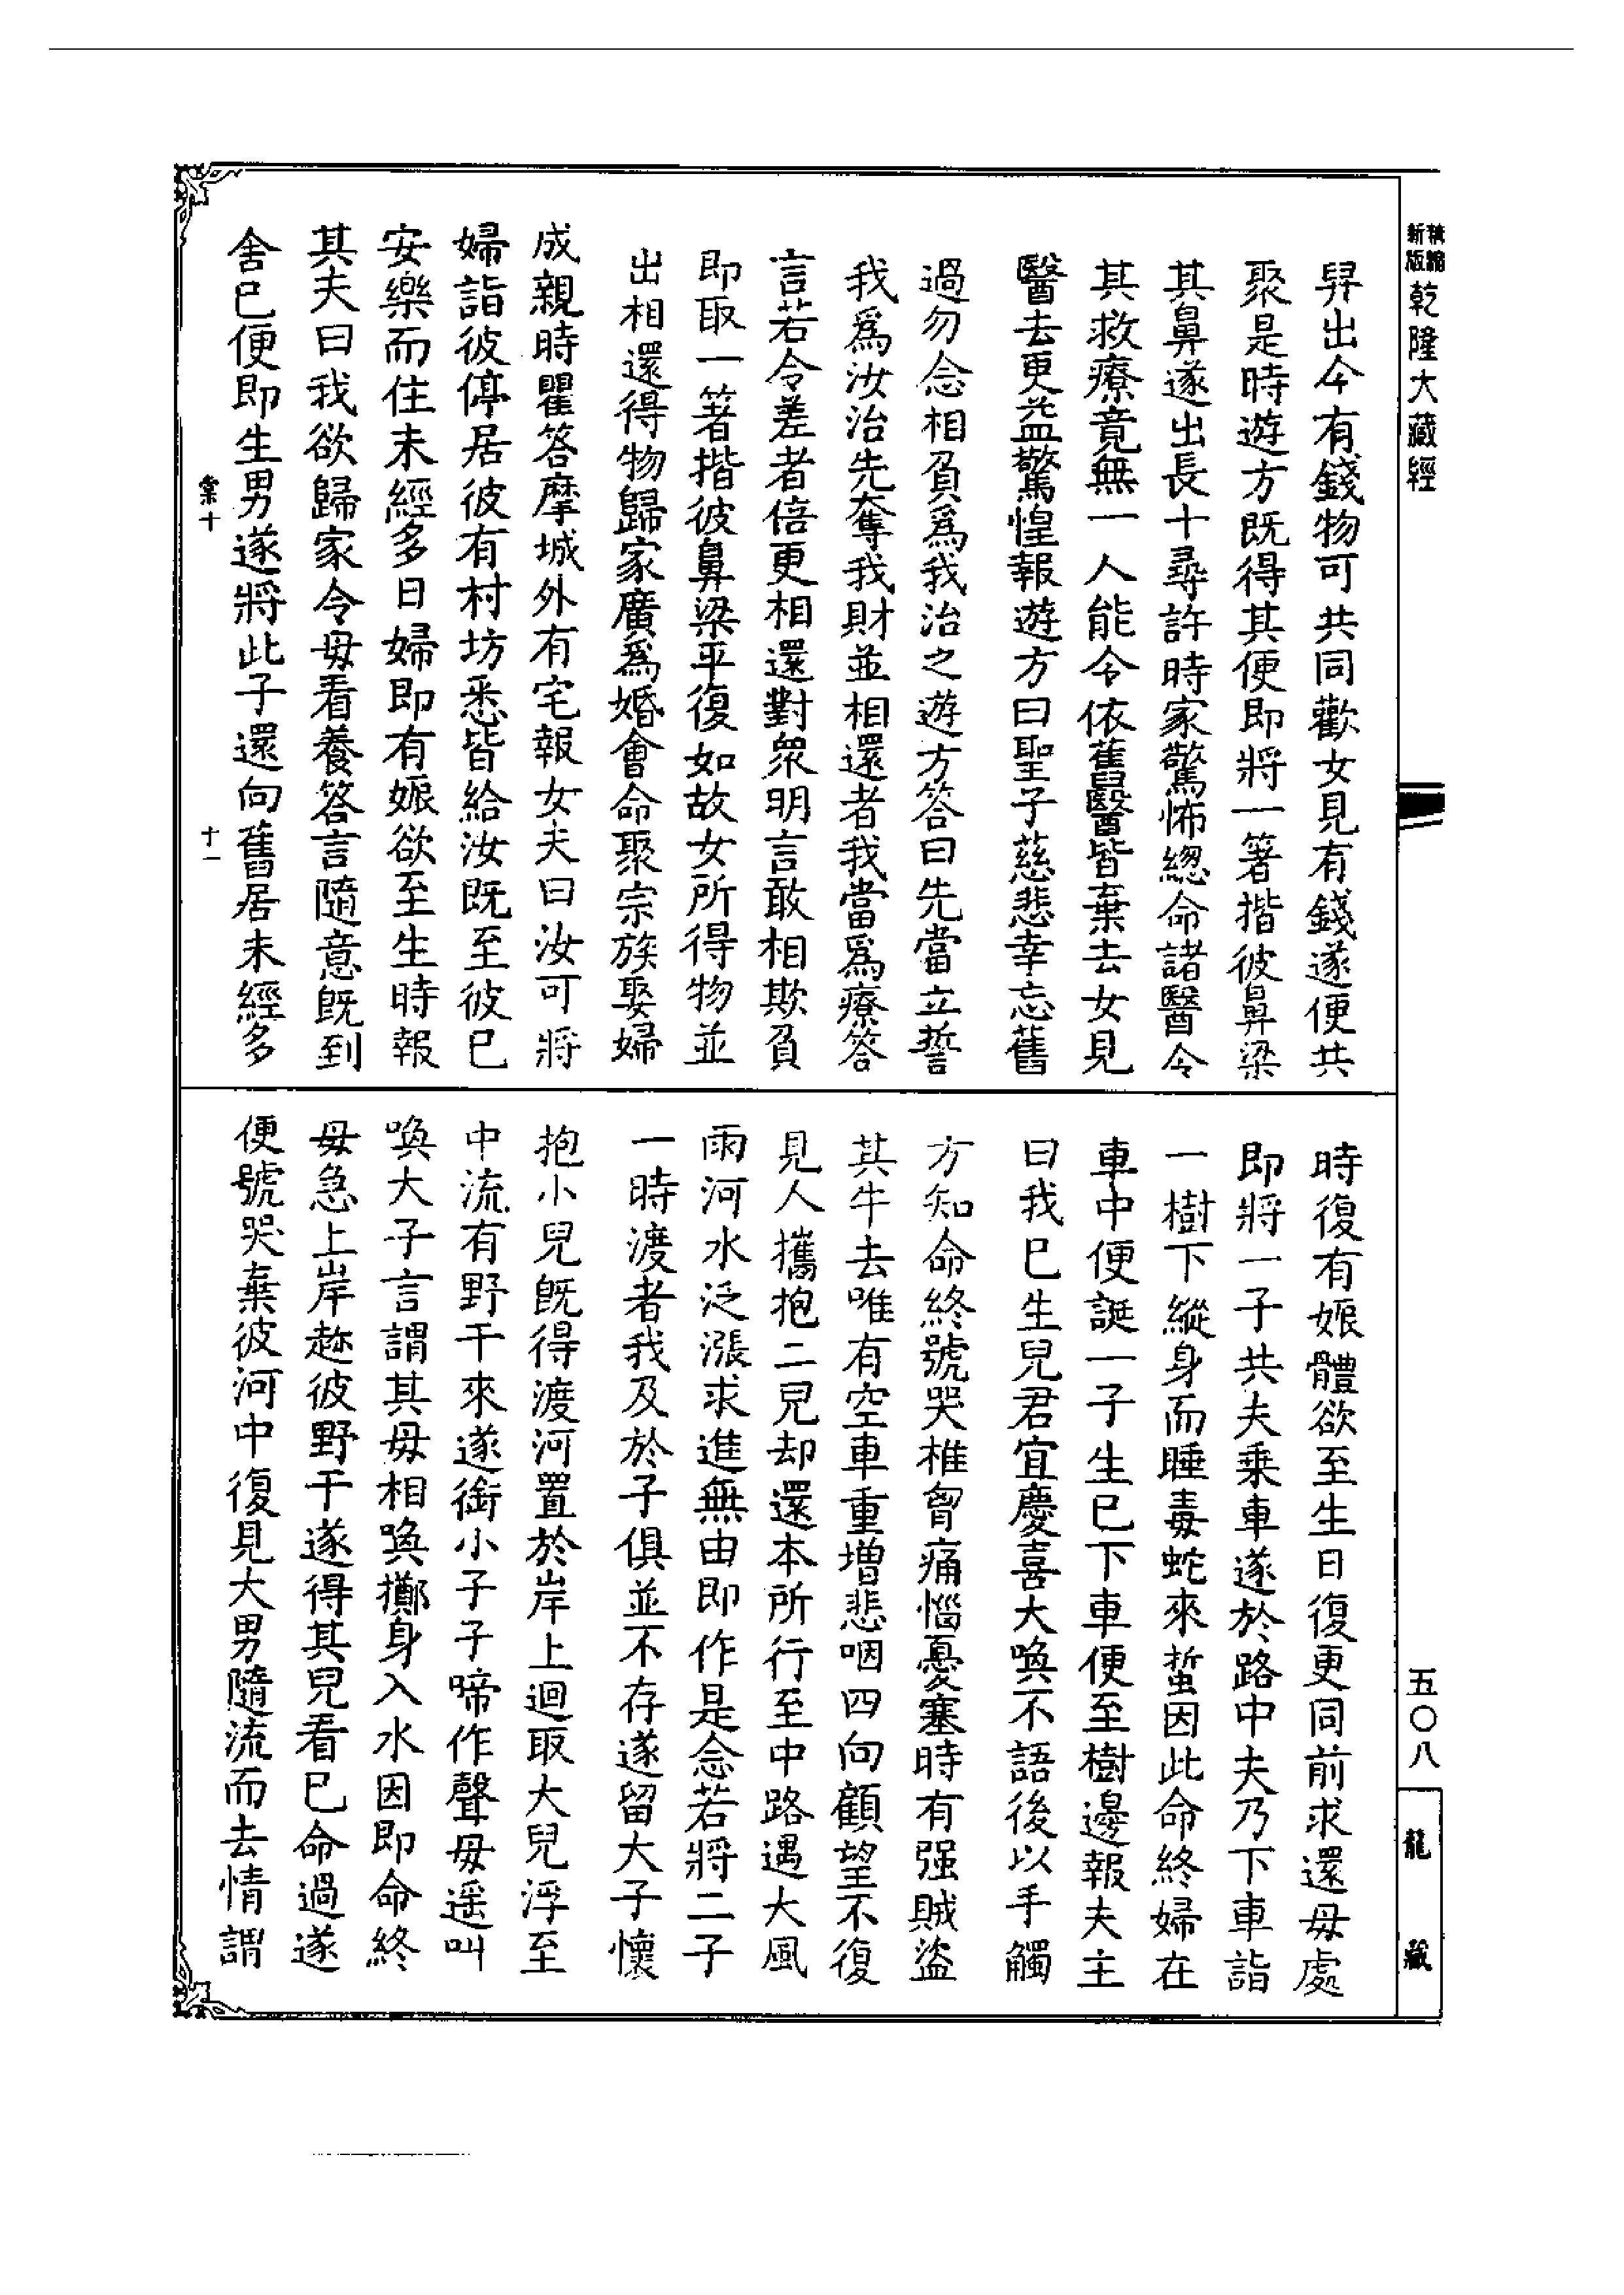 精縮新版乾隆大藏經
舁出今有錢物可共同歡女見有錢遂便共
聚是時遊方既得其便即將一箸揩彼鼻梁
其鼻遂出長十尋許時家驚怖緫命諸醫令
其救療竟無一人能令依舊醫皆棄去女見
醫去更益驚惶報遊方曰聖子慈悲幸忘舊
過勿念相負爲我治之遊方答曰先當立誓
我爲汝治先奪我財並相還者我當爲療答
言若令差者倍更相還對衆明言敢相欺負
即取一箸揩彼鼻梁平復如故女所得物並
出相還得物歸家廣爲婚會命聚宗族娶婦
成親時瞿答摩城外有宅報女夫曰汝可將
婦詣彼停居彼有村坊悉皆給汝既至彼已
安樂而住未經多日婦即有娠欲至生時報
其夫曰我欲歸家令母看養答言隨意旣到
舍已便即生男遂將此子還向舊居未經多
棠十
十一
時復有娠體欲至生日復更同前求還母處
即將一子共夫乗車遂於路中夫乃下車詣
一樹下縱身而睡毒蛇來蜇因此命終婦在
車中便誕一子生已下車便至樹邊報夫主
曰我已生兒君宜慶喜大喚不語後以手觸
方知命終號哭椎胷痛惱憂塞時有强賊盜
其牛去唯有空車重增悲咽四向顧望不復
見人攜抱二兒却還本所行至中路遇大風
雨河水泛漲求進無由即作是念若將二子
一時渡者我及於子俱並不存遂留大子懷
抱小兒旣得渡河置於岸上迴取大兒浮至
中流有野干來遂銜小子子啼作聲母遥叫
喚大子言謂其母相喚擲身入水因即命終
母急上岸趂彼野干遂得其兒看已命過遂
便號哭棄彼河中復見大男隨流而去情謂
五〇八
龍藏